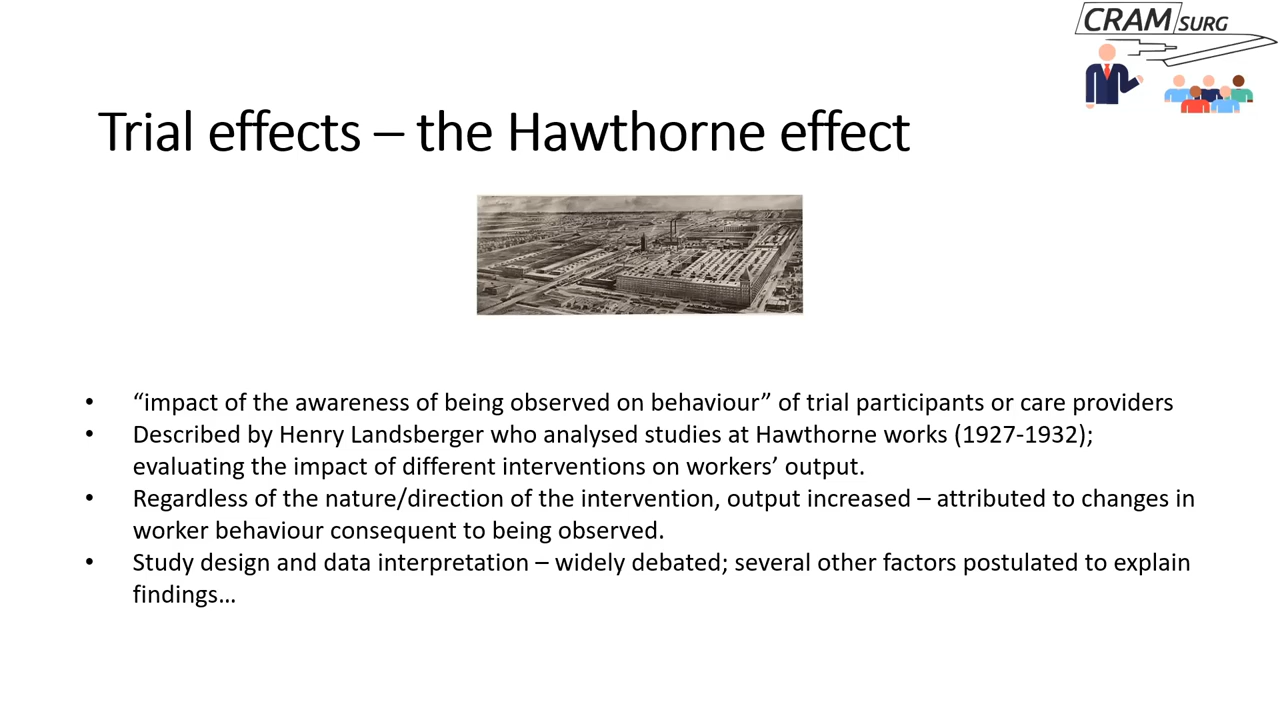 CRAM SURG
Trial effects – the Hawthorne effect
• “impact of the awareness of being observed on behaviour” of trial participants or care providers
• Described by Henry Landsberger who analysed studies at Hawthorne works (1927-1932);
evaluating the impact of different interventions on workers’ output.
• Regardless of the nature/direction of the intervention, output increased – attributed to changes in
worker behaviour consequent to being observed.
• Study design and data interpretation – widely debated; several other factors postulated to explain
findings…